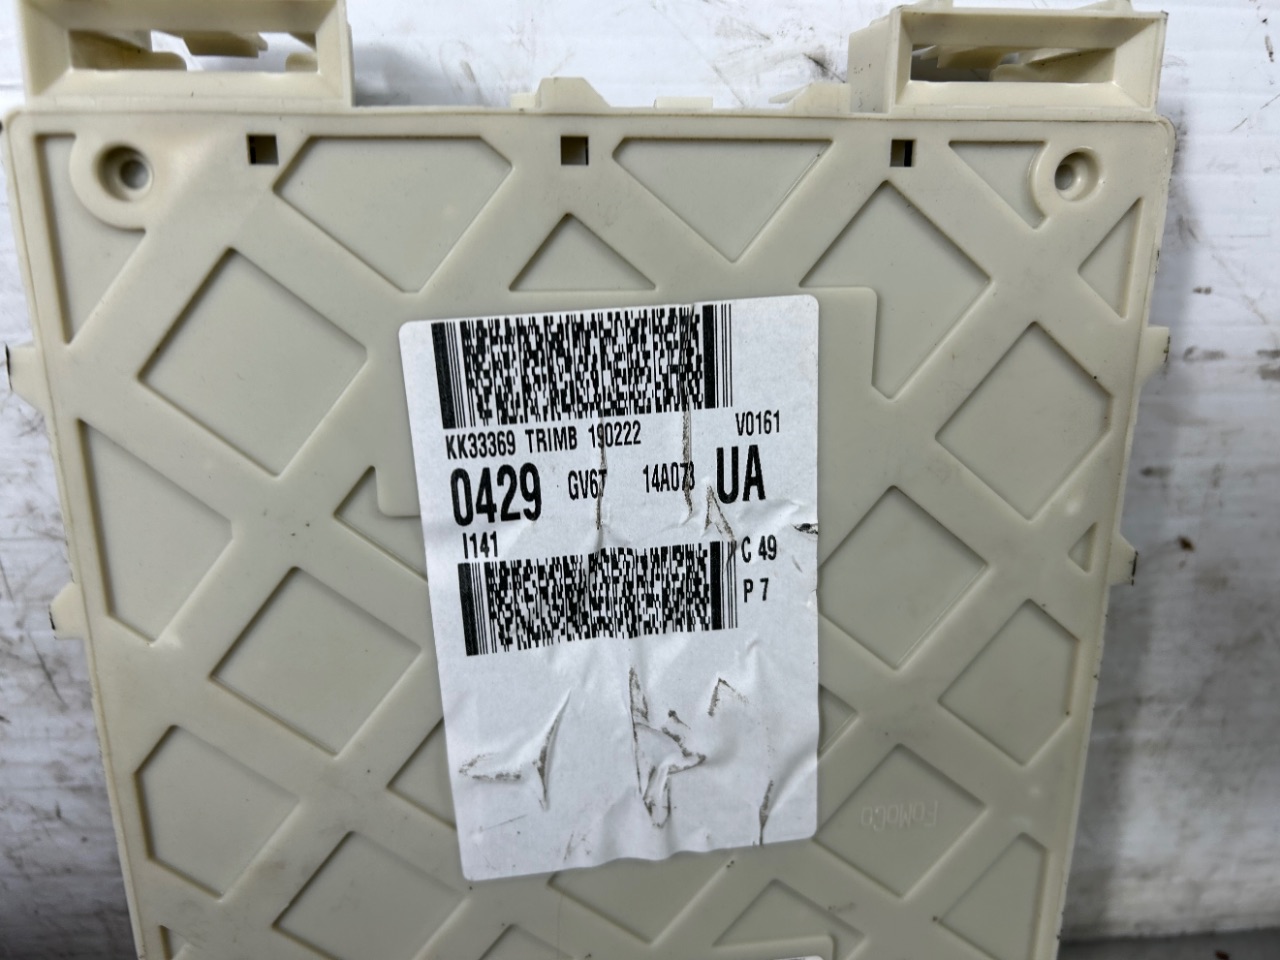 KK33369 TRIMB 190222 V0161
0429 GV6T 14A073 UA
I141
C 49
P 7
FOMOCO